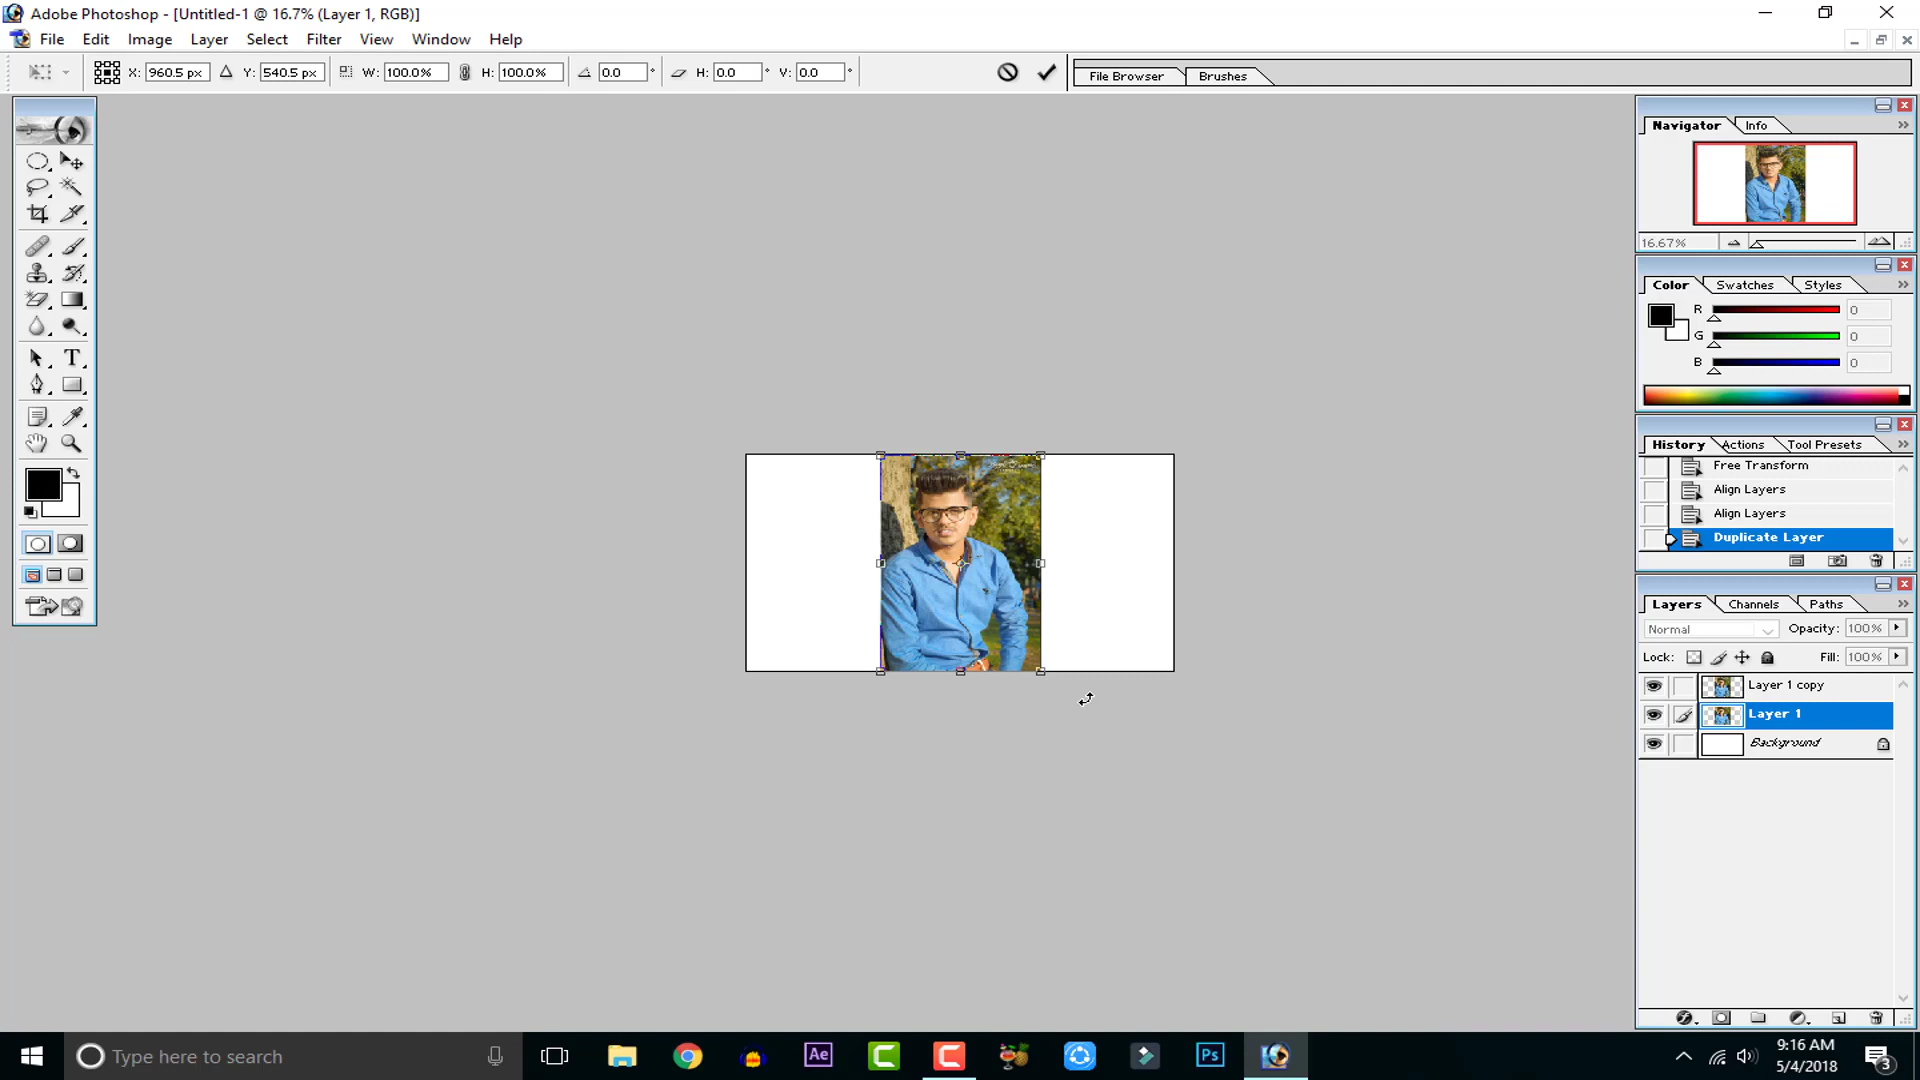 Adobe Photoshop - [Untitled-1 @ 16.7% (Layer 1, RGB)]
File Edit Image Layer Select Filter View Window Help
X: 960.5 px Y: 540.5 px W: 100.0% H: 100.0% 0.0 ° H: 0.0 ° V: 0.0 °
File Browser Brushes
Navigator Info
16.67%
Color Swatches Styles
R 0
G 0
B 0
History Actions Tool Presets
Free Transform
Align Layers
Align Layers
Duplicate Layer
Layers Channels Paths
Normal Opacity: 100%
Lock: Fill: 100%
Layer 1 copy
Layer 1
Background
T
Type here to search
Ae
Ps
9:16 AM
5/4/2018
3